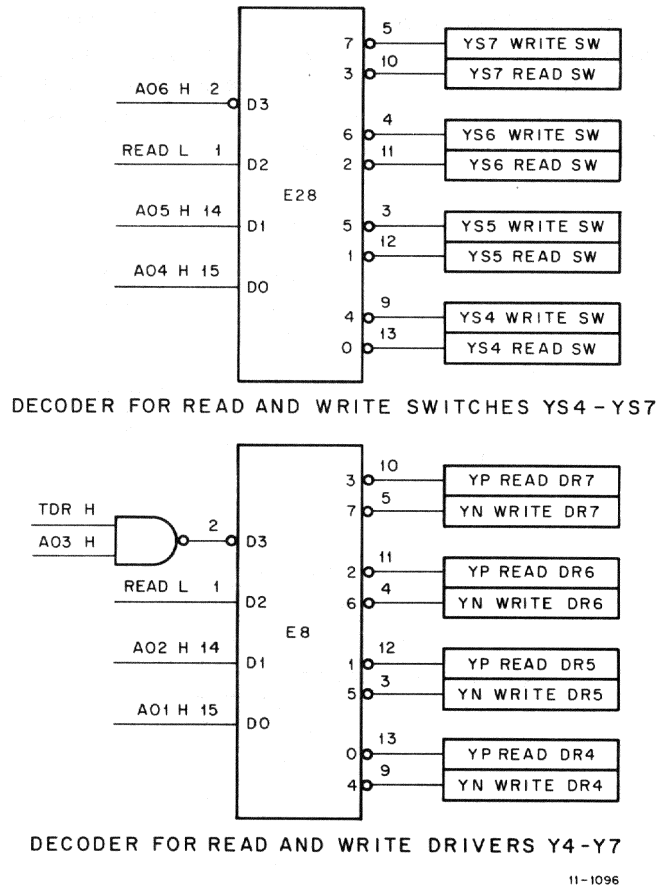 7 5 YS7 WRITE SW
3 10 YS7 READ SW
A06 H 2 D3
6 4 YS6 WRITE SW
READ L 1 D2 2 11 YS6 READ SW
E28
A05 H 14 D1 5 3 YS5 WRITE SW
1 12 YS5 READ SW
A04 H 15 D0
4 9 YS4 WRITE SW
0 13 YS4 READ SW
DECODER FOR READ AND WRITE SWITCHES YS4-YS7
3 10 YP READ DR7
TDR H 7 5 YN WRITE DR7
A03 H 2 D3
2 11 YP READ DR6
READ L 1 D2 6 4 YN WRITE DR6
E8
A02 H 14 D1 1 12 YP READ DR5
5 3 YN WRITE DR5
A01 H 15 D0
0 13 YP READ DR4
4 9 YN WRITE DR4
DECODER FOR READ AND WRITE DRIVERS Y4-Y7
11-1096